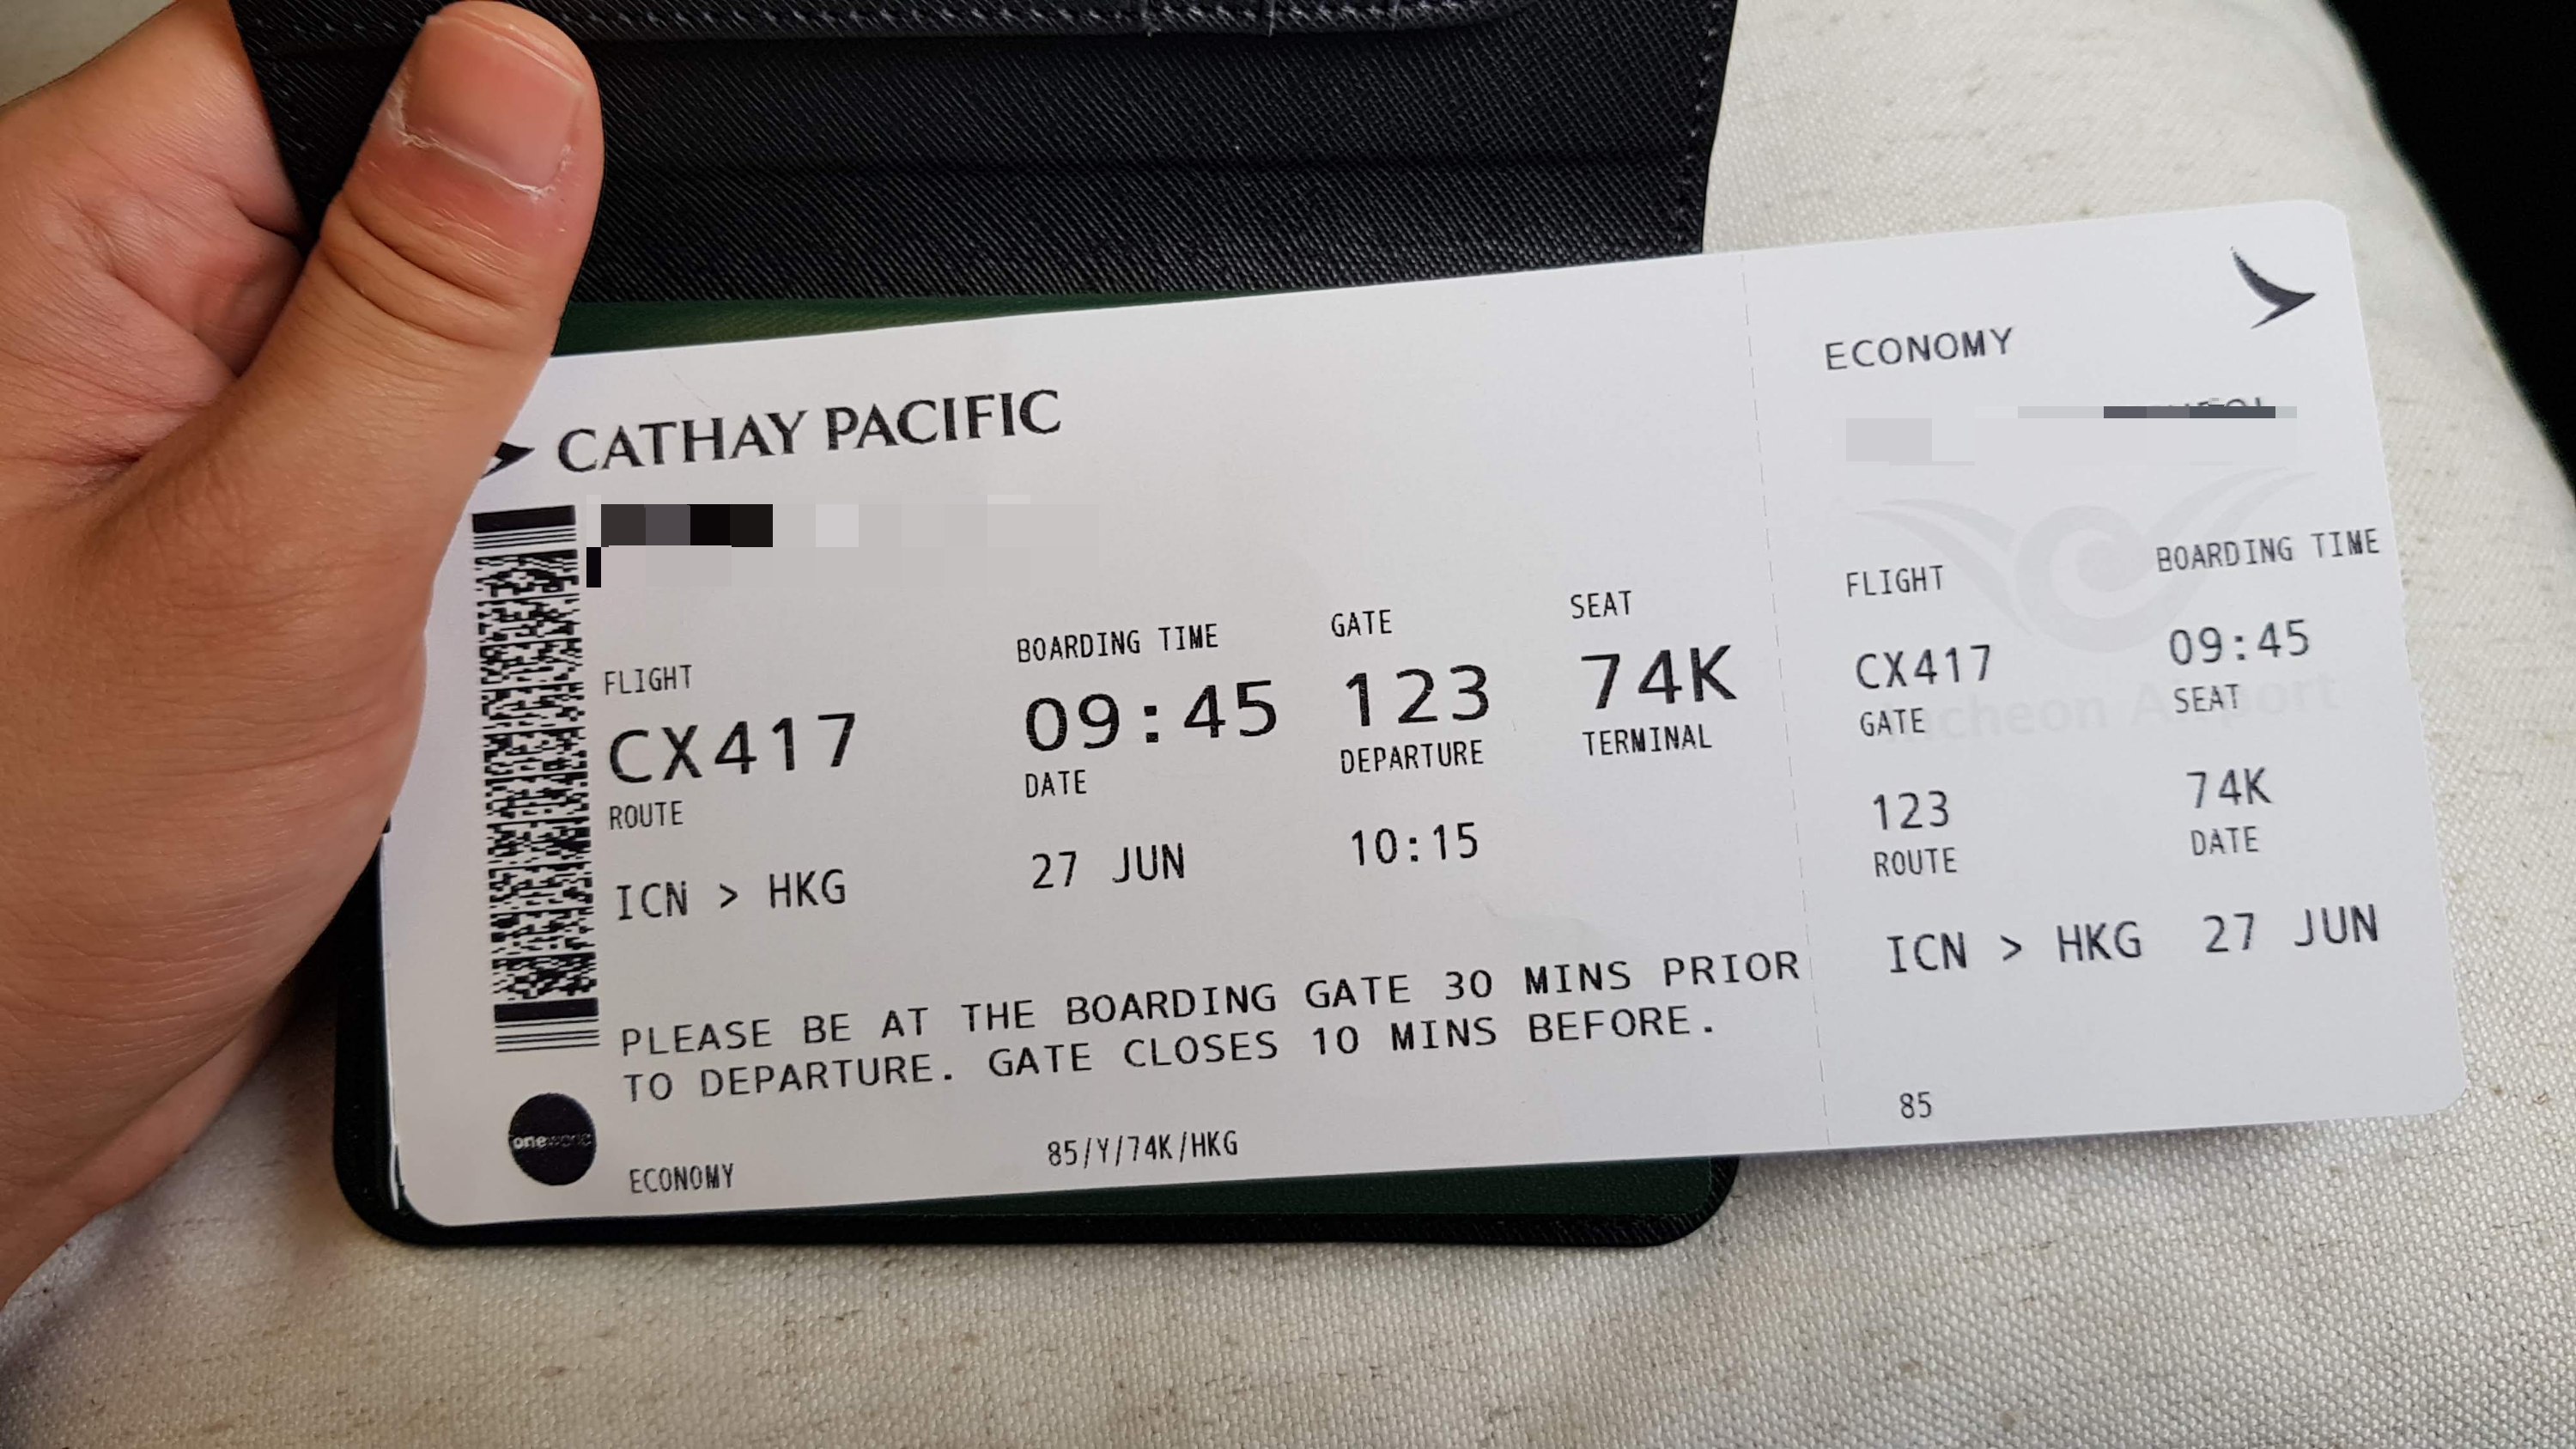 CATHAY PACIFIC
FLIGHT BOARDING TIME GATE SEAT
CX417 09:45 123 74K
ROUTE DATE DEPARTURE TERMINAL
ICN > HKG 27 JUN 10:15
PLEASE BE AT THE BOARDING GATE 30 MINS PRIOR
TO DEPARTURE. GATE CLOSES 10 MINS BEFORE.
oneworld
ECONOMY 85/Y/74K/HKG
ECONOMY
FLIGHT BOARDING TIME
CX417 09:45
GATE SEAT
123 74K
ROUTE DATE
ICN > HKG 27 JUN
85
cheon Airport